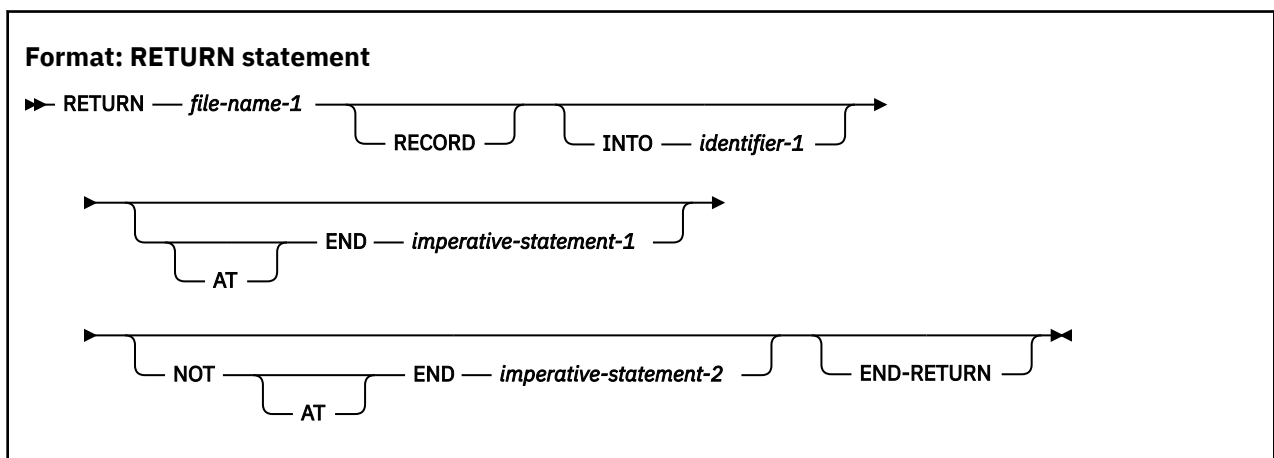 Format: RETURN statement
RETURN file-name-1
RECORD INTO identifier-1
END imperative-statement-1
AT
NOT END imperative-statement-2 END-RETURN
AT